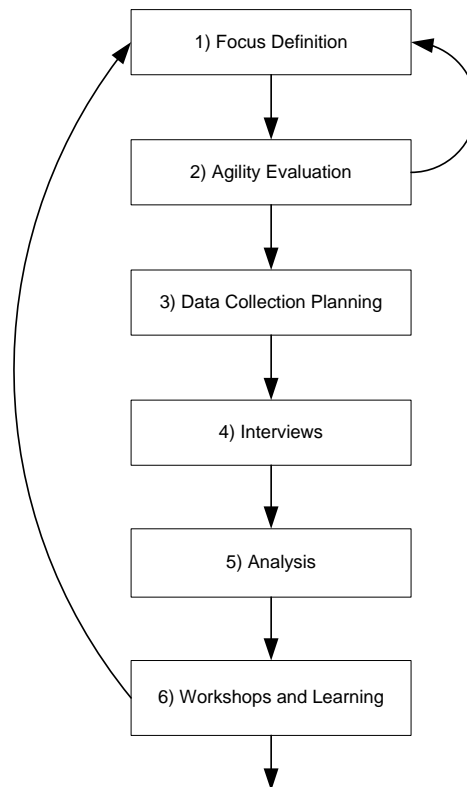 1) Focus Definition
2) Agility Evaluation
3) Data Collection Planning
4) Interviews
5) Analysis
6) Workshops and Learning